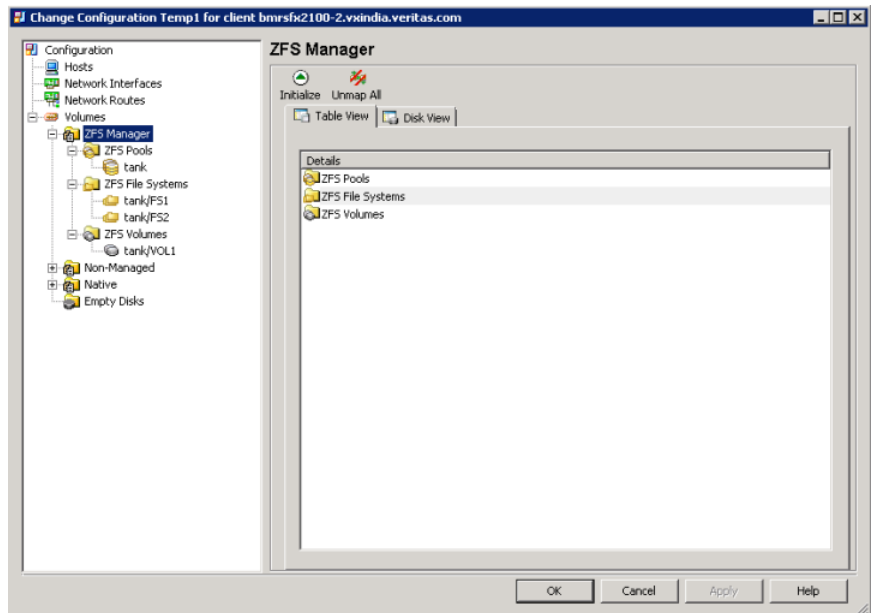 Change Configuration Temp1 for client bmrsfx2100-2.vxindia.veritas.com
Configuration
Hosts
Network Interfaces
Network Routes
Volumes
ZFS Manager
ZFS Pools
tank
ZFS File Systems
tank/FS1
tank/FS2
ZFS Volumes
tank/VOL1
Non-Managed
Native
Empty Disks
ZFS Manager
Initialize Unmap All
Table View Disk View
Details
ZFS Pools
ZFS File Systems
ZFS Volumes
OK Cancel Apply Help